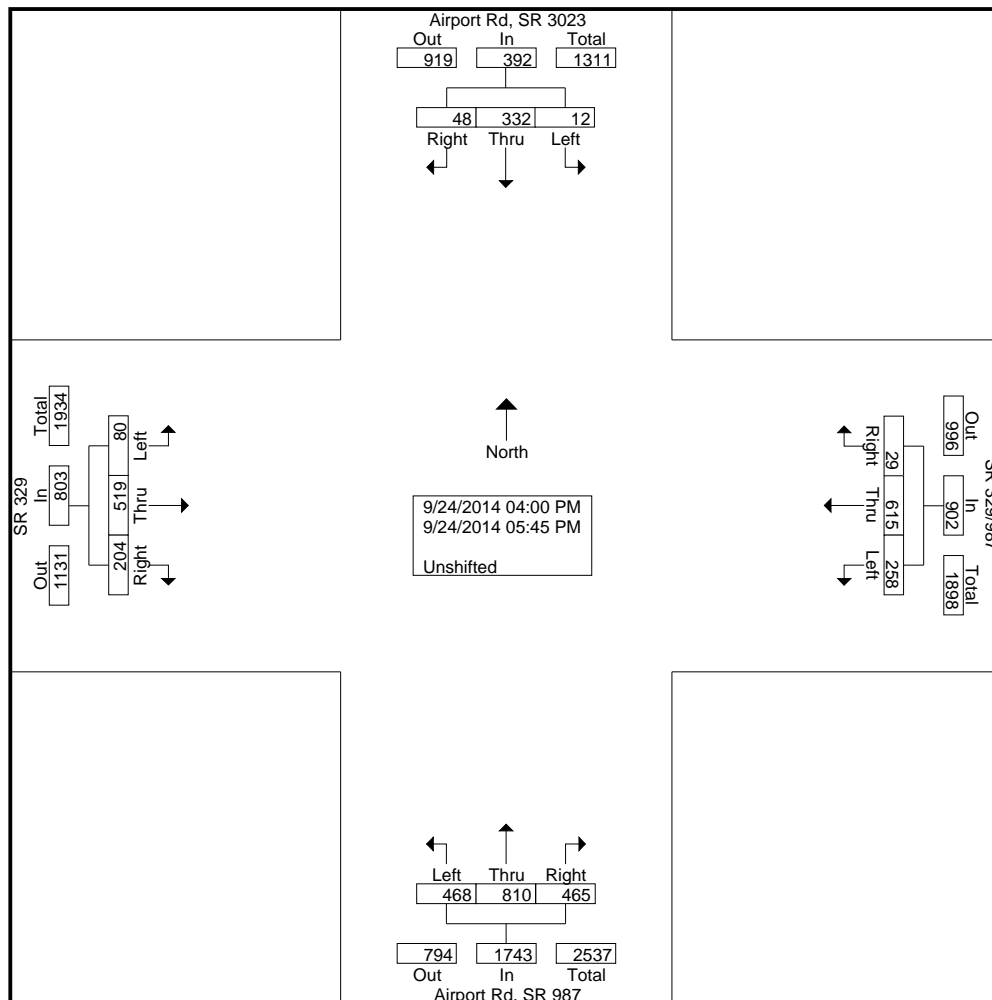 Airport Rd, SR 3023
Out In Total
919 392 1311
48 332 12
Right Thru Left
SR 329
Total In Out
1934 803 1131
80 519 204
Left Thru Right
North
9/24/2014 04:00 PM
9/24/2014 05:45 PM
Unshifted
SR 329/987
Out In Total
996 902 1898
29 615 258
Right Thru Left
Left Thru Right
468 810 465
794 1743 2537
Out In Total
Airport Rd, SR 987